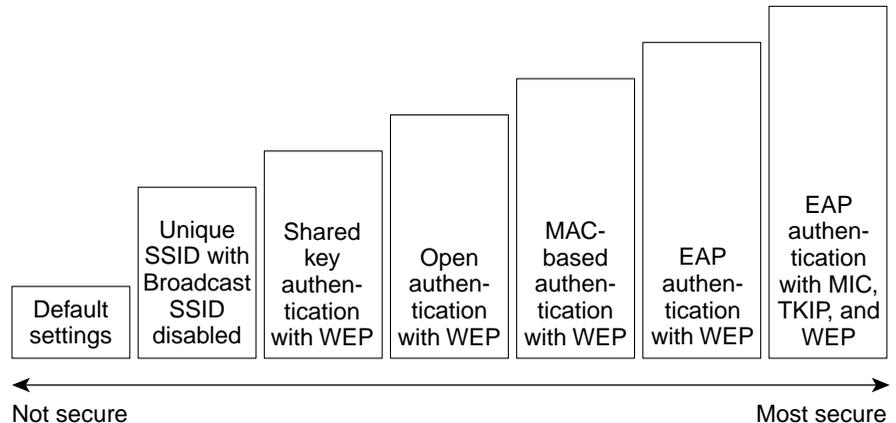 Default
settings
Unique
SSID with
Broadcast
SSID
disabled
Shared
key
authen-
tication
with WEP
Open
authen-
tication
with WEP
MAC-
based
authen-
tication
with WEP
EAP
authen-
tication
with WEP
EAP
authen-
tication
with MIC,
TKIP, and
WEP
Not secure
Most secure